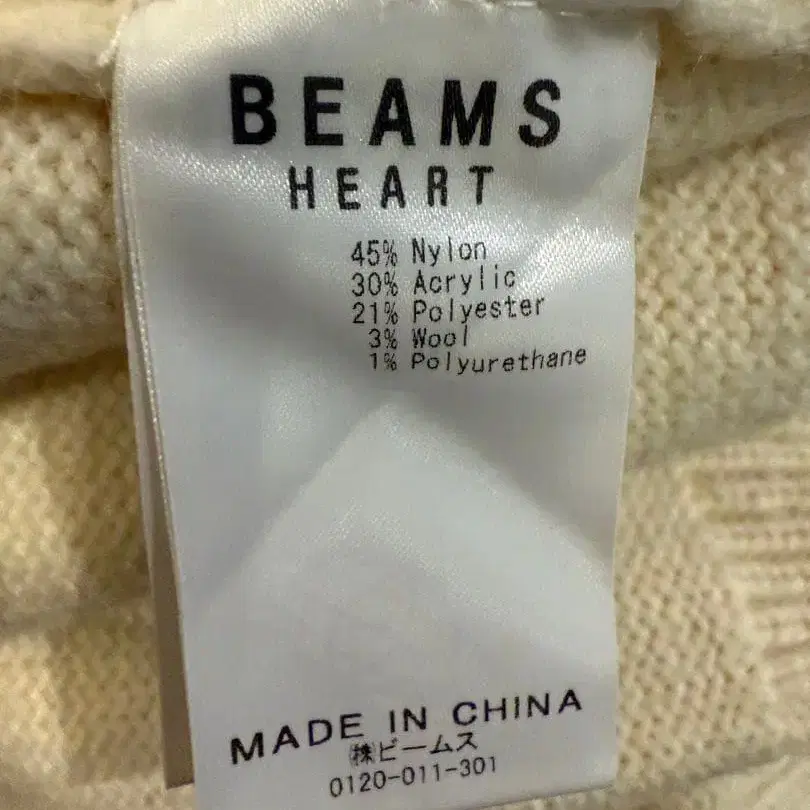 BEAMS
HEART
45% Nylon
30% Acrylic
21% Polyester
3% Wool
1% Polyurethane
MADE IN CHINA
㈱ビームス
0120-011-301